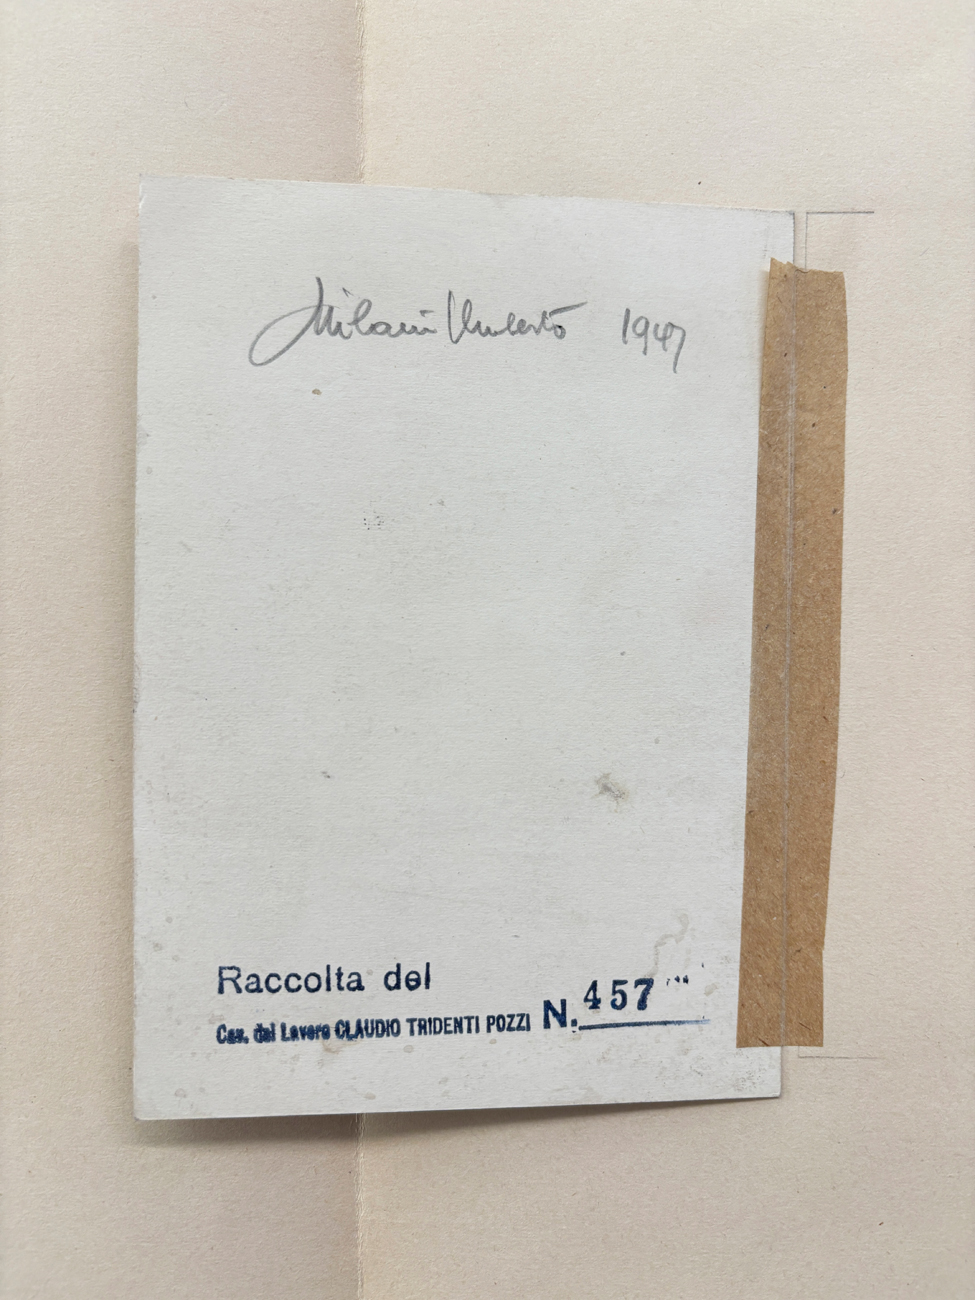 Milani Umberto 1947
Raccolta del
Cav. del Lavoro CLAUDIO TRIDENTI POZZI N. 457